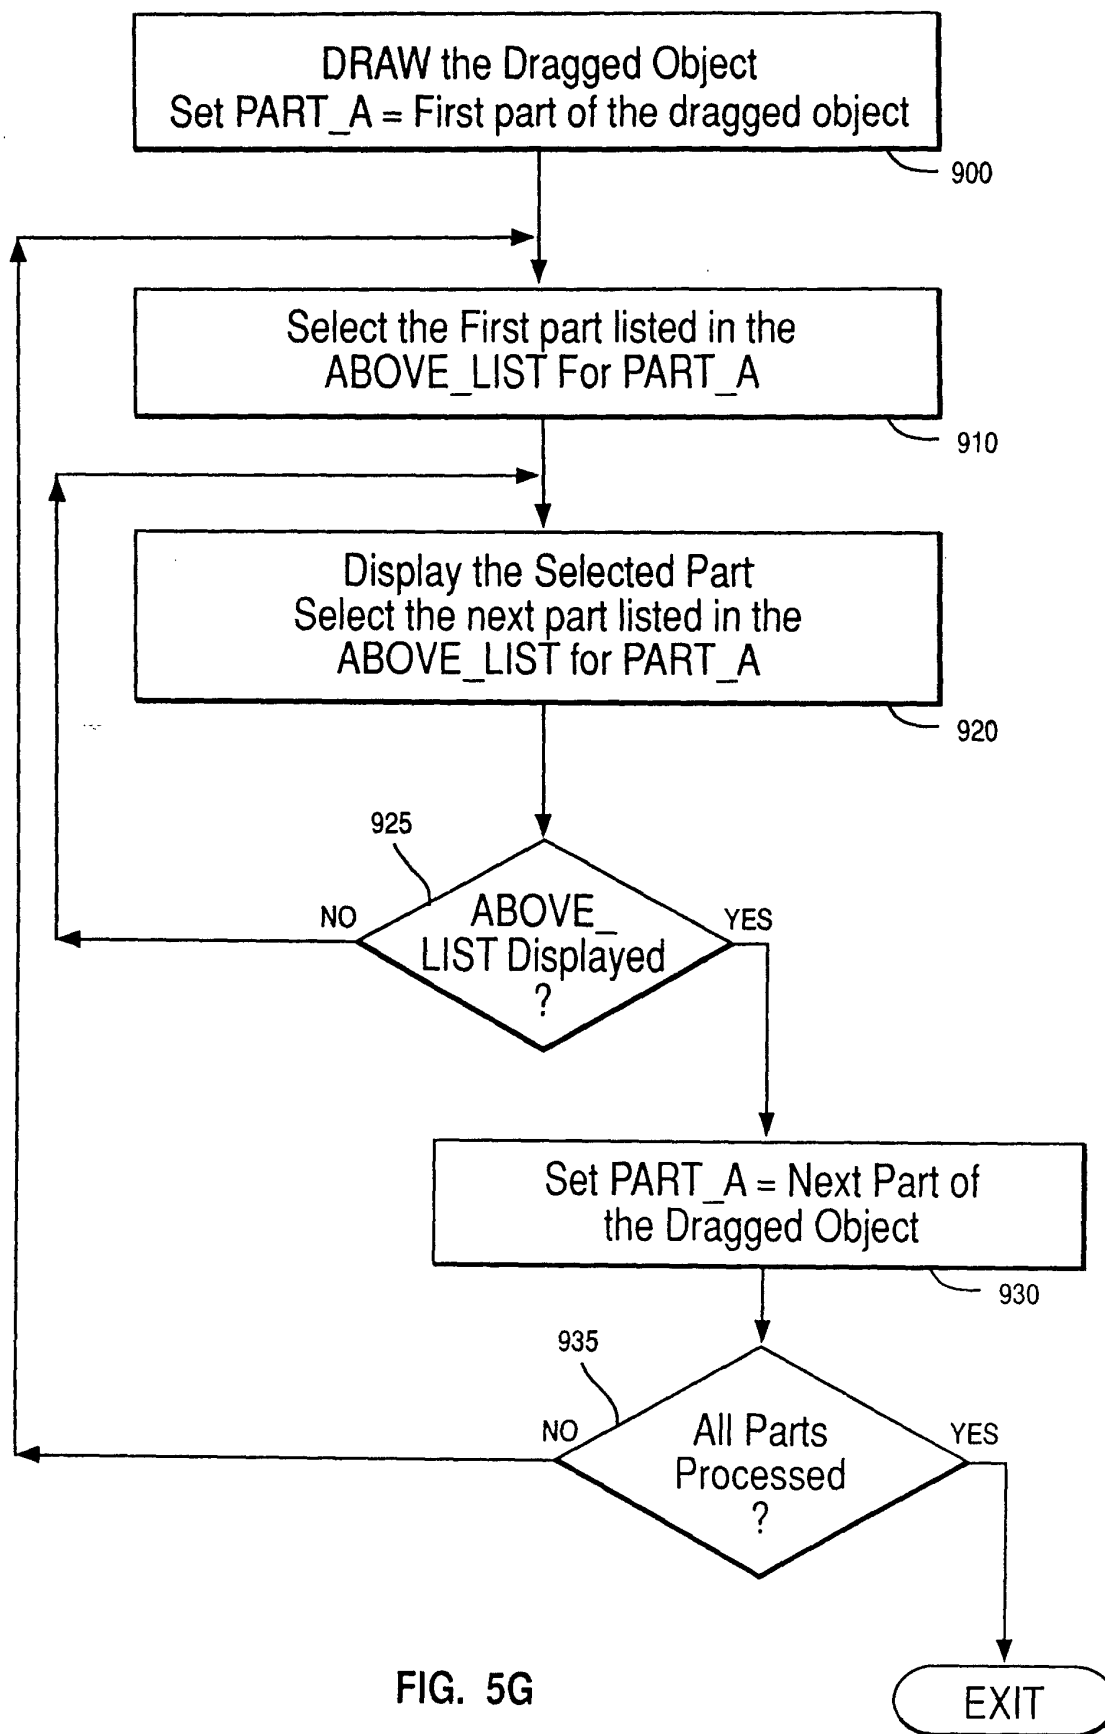 DRAW the Dragged Object
Set PART_A = First part of the dragged object
900
Select the First part listed in the
ABOVE_LIST For PART_A
910
Display the Selected Part
Select the next part listed in the
ABOVE_LIST for PART_A
920
925
NO
ABOVE_
LIST Displayed
?
YES
Set PART_A = Next Part of
the Dragged Object
930
935
NO
All Parts
Processed
?
YES
EXIT
FIG. 5G